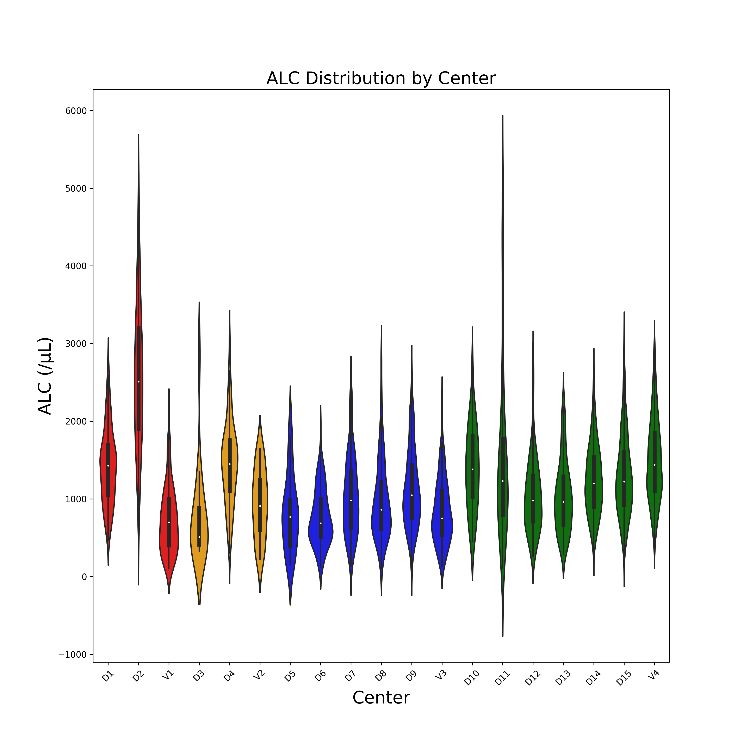 ALC Distribution by Center
ALC (/μL)
6000
5000
4000
3000
2000
1000
0
−1000
D1 D2 V1 D3 D4 V2 D5 D6 D7 D8 D9 V3 D10 D11 D12 D13 D14 D15 V4
Center